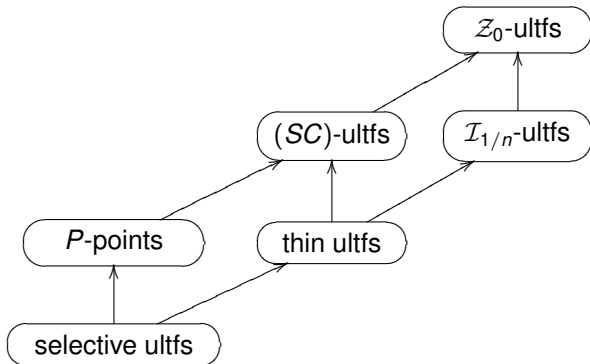 𝒵₀-ultfs
(SC)-ultfs
ℐ₁/ₙ-ultfs
P-points
thin ultfs
selective ultfs